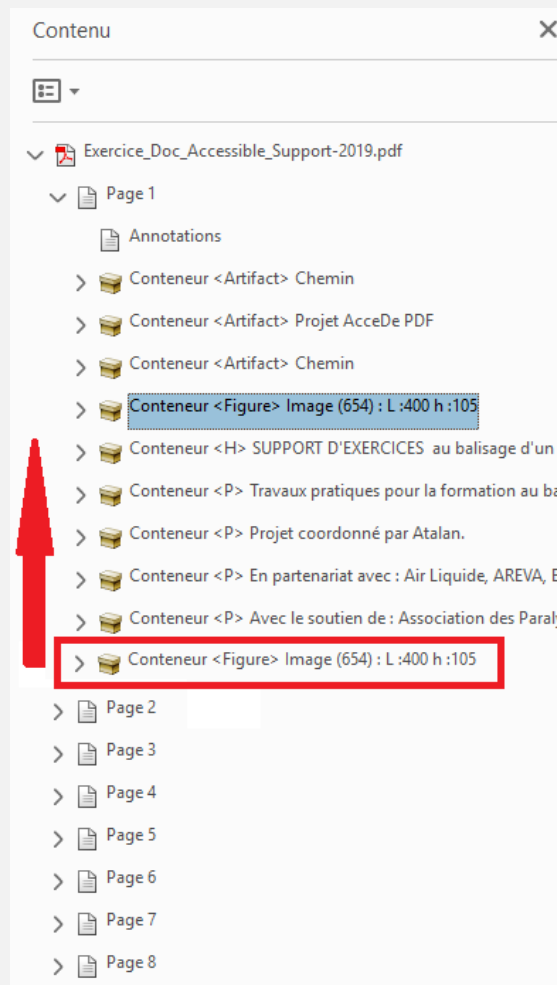 Contenu
Exercice_Doc_Accessible_Support-2019.pdf
Page 1
Annotations
Conteneur <Artifact> Chemin
Conteneur <Artifact> Projet AcceDe PDF
Conteneur <Artifact> Chemin
Conteneur <Figure> Image (654) : L :400 h :105
Conteneur <H> SUPPORT D'EXERCICES au balisage d'un
Conteneur <P> Travaux pratiques pour la formation au ba
Conteneur <P> Projet coordonné par Atalan.
Conteneur <P> En partenariat avec : Air Liquide, AREVA,
Conteneur <P> Avec le soutien de : Association des Paral
Conteneur <Figure> Image (654) : L :400 h :105
Page 2
Page 3
Page 4
Page 5
Page 6
Page 7
Page 8